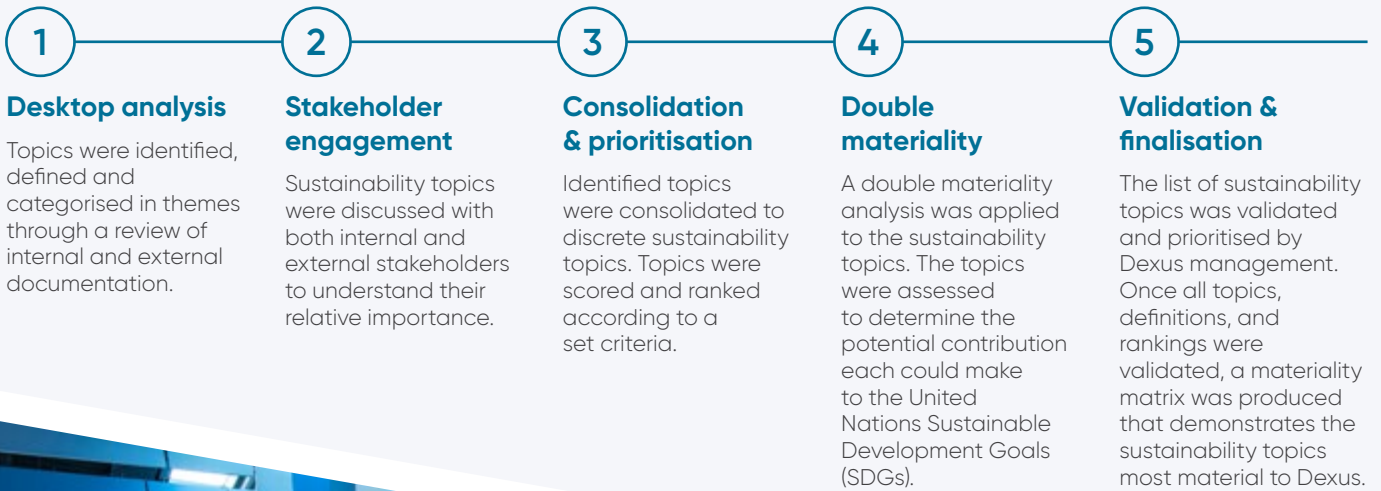 1
2
3
4
5
Desktop analysis
Topics were identified,
defined and
categorised in themes
through a review of
internal and external
documentation.
Stakeholder
engagement
Sustainability topics
were discussed with
both internal and
external stakeholders
to understand their
relative importance.
Consolidation
& prioritisation
Identified topics
were consolidated to
discrete sustainability
topics. Topics were
scored and ranked
according to a
set criteria.
Double
materiality
A double materiality
analysis was applied
to the sustainability
topics. The topics
were assessed
to determine the
potential contribution
each could make
to the United
Nations Sustainable
Development Goals
(SDGs).
Validation &
finalisation
The list of sustainability
topics was validated
and prioritised by
Dexus management.
Once all topics,
definitions, and
rankings were
validated, a materiality
matrix was produced
that demonstrates the
sustainability topics
most material to Dexus.